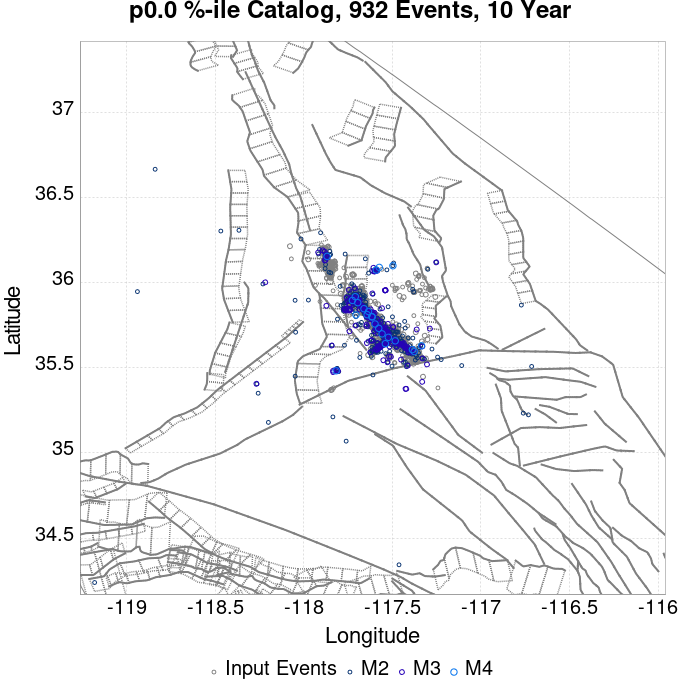 p0.0 %-ile Catalog, 932 Events, 10 Year
37
36.5
36
35.5
35
34.5
Latitude
-119
-118.5
-118
-117.5
-117
-116.5
-116
Longitude
Input Events
M2
M3
M4